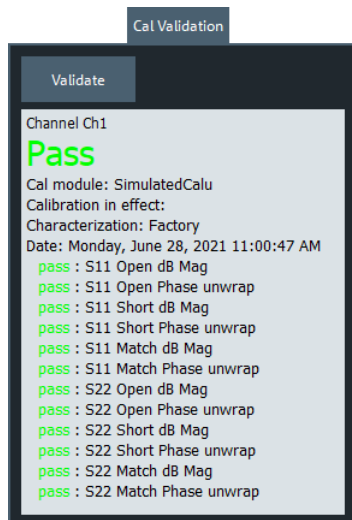 Cal Validation
Validate
Channel Ch1
Pass
Cal module: SimulatedCalu
Calibration in effect:
Characterization: Factory
Date: Monday, June 28, 2021 11:00:47 AM
pass : S11 Open dB Mag
pass : S11 Open Phase unwrap
pass : S11 Short dB Mag
pass : S11 Short Phase unwrap
pass : S11 Match dB Mag
pass : S11 Match Phase unwrap
pass : S22 Open dB Mag
pass : S22 Open Phase unwrap
pass : S22 Short dB Mag
pass : S22 Short Phase unwrap
pass : S22 Match dB Mag
pass : S22 Match Phase unwrap